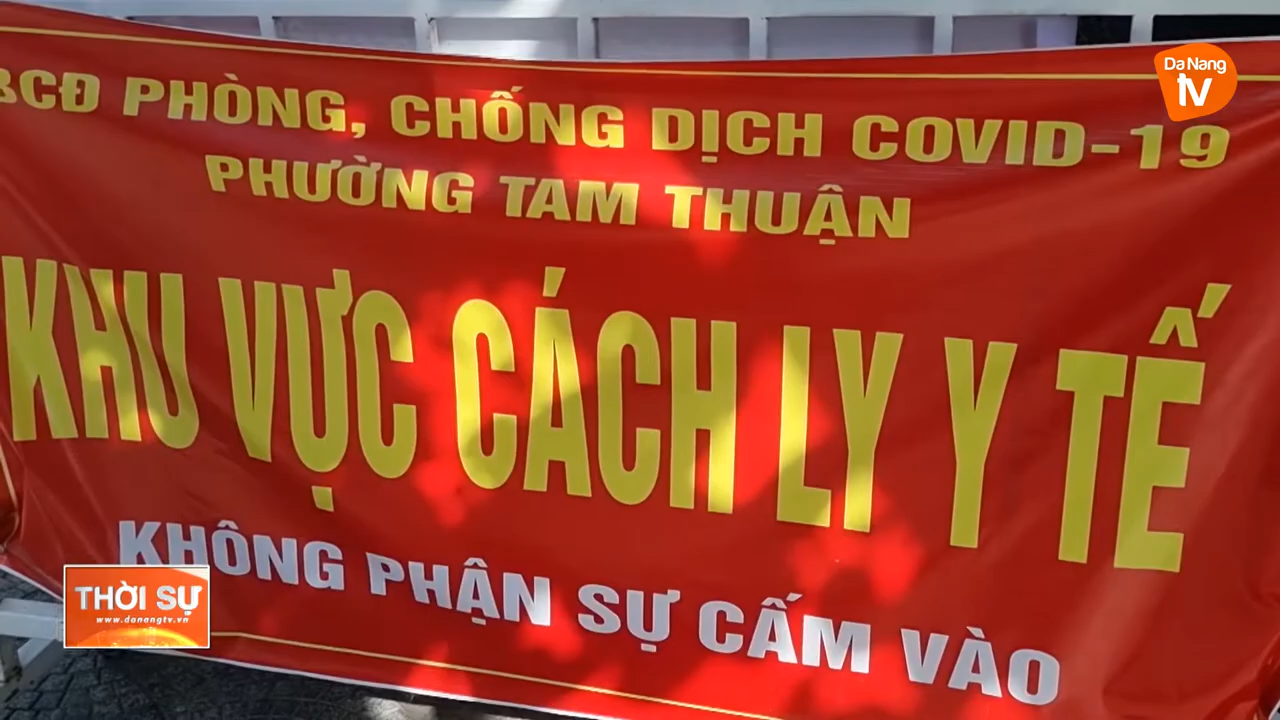 Da Nang
tv
BCĐ PHÒNG, CHỐNG DỊCH COVID-19
PHƯỜNG TAM THUẬN
KHU VỰC CÁCH LY Y TẾ
KHÔNG PHẬN SỰ CẤM VÀO
THỜI SỰ
www.danangtv.vn